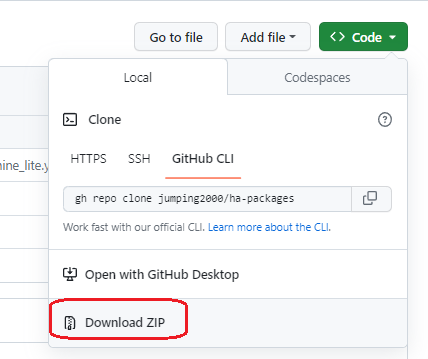 Go to file
Add file
<> Code
Local
Codespaces
Clone
HTTPS
SSH
GitHub CLI
gh repo clone jumping2000/ha-packages
Work fast with our official CLI. Learn more about the CLI.
nine_lite.y
Open with GitHub Desktop
Download ZIP